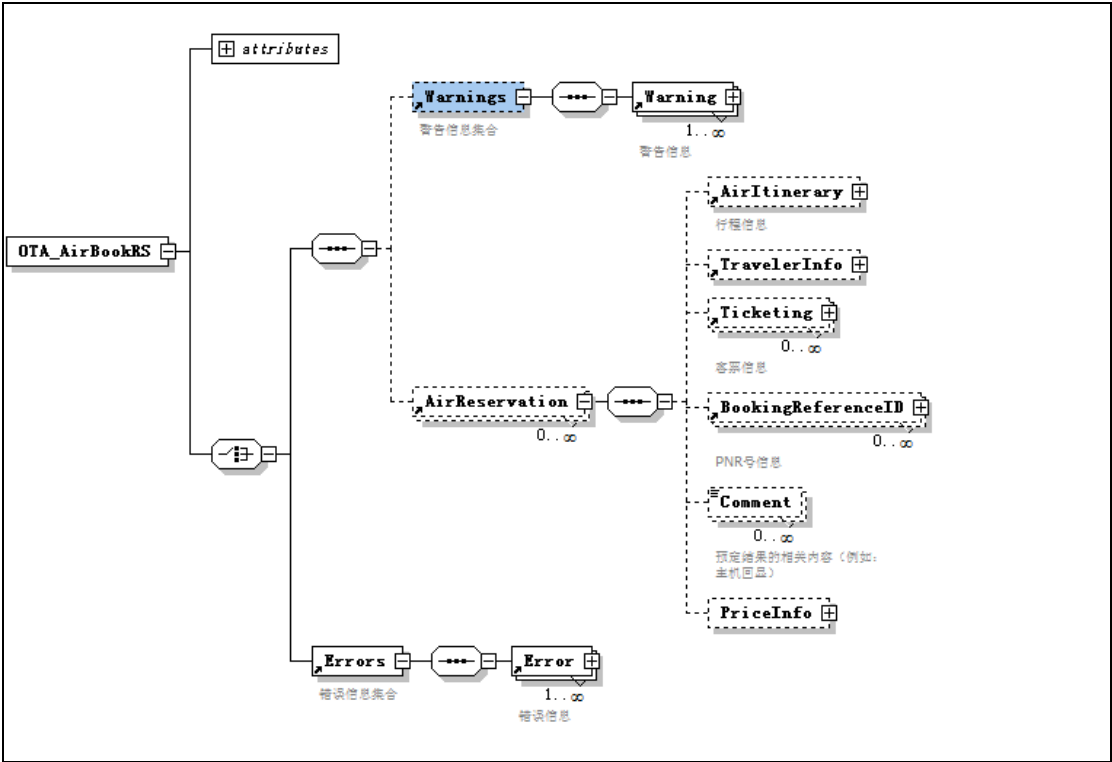 attributes
Warnings
警告信息集合
Warning
1..∞
警告信息
AirItinerary
行程信息
OTA_AirBookRS
TravelerInfo
Ticketing
0..∞
客票信息
AirReservation
0..∞
BookingReferenceID
0..∞
PNR号信息
Comment
0..∞
预定结果的相关内容（例如：
主机回显）
PriceInfo
Errors
错误信息集合
Error
1..∞
错误信息